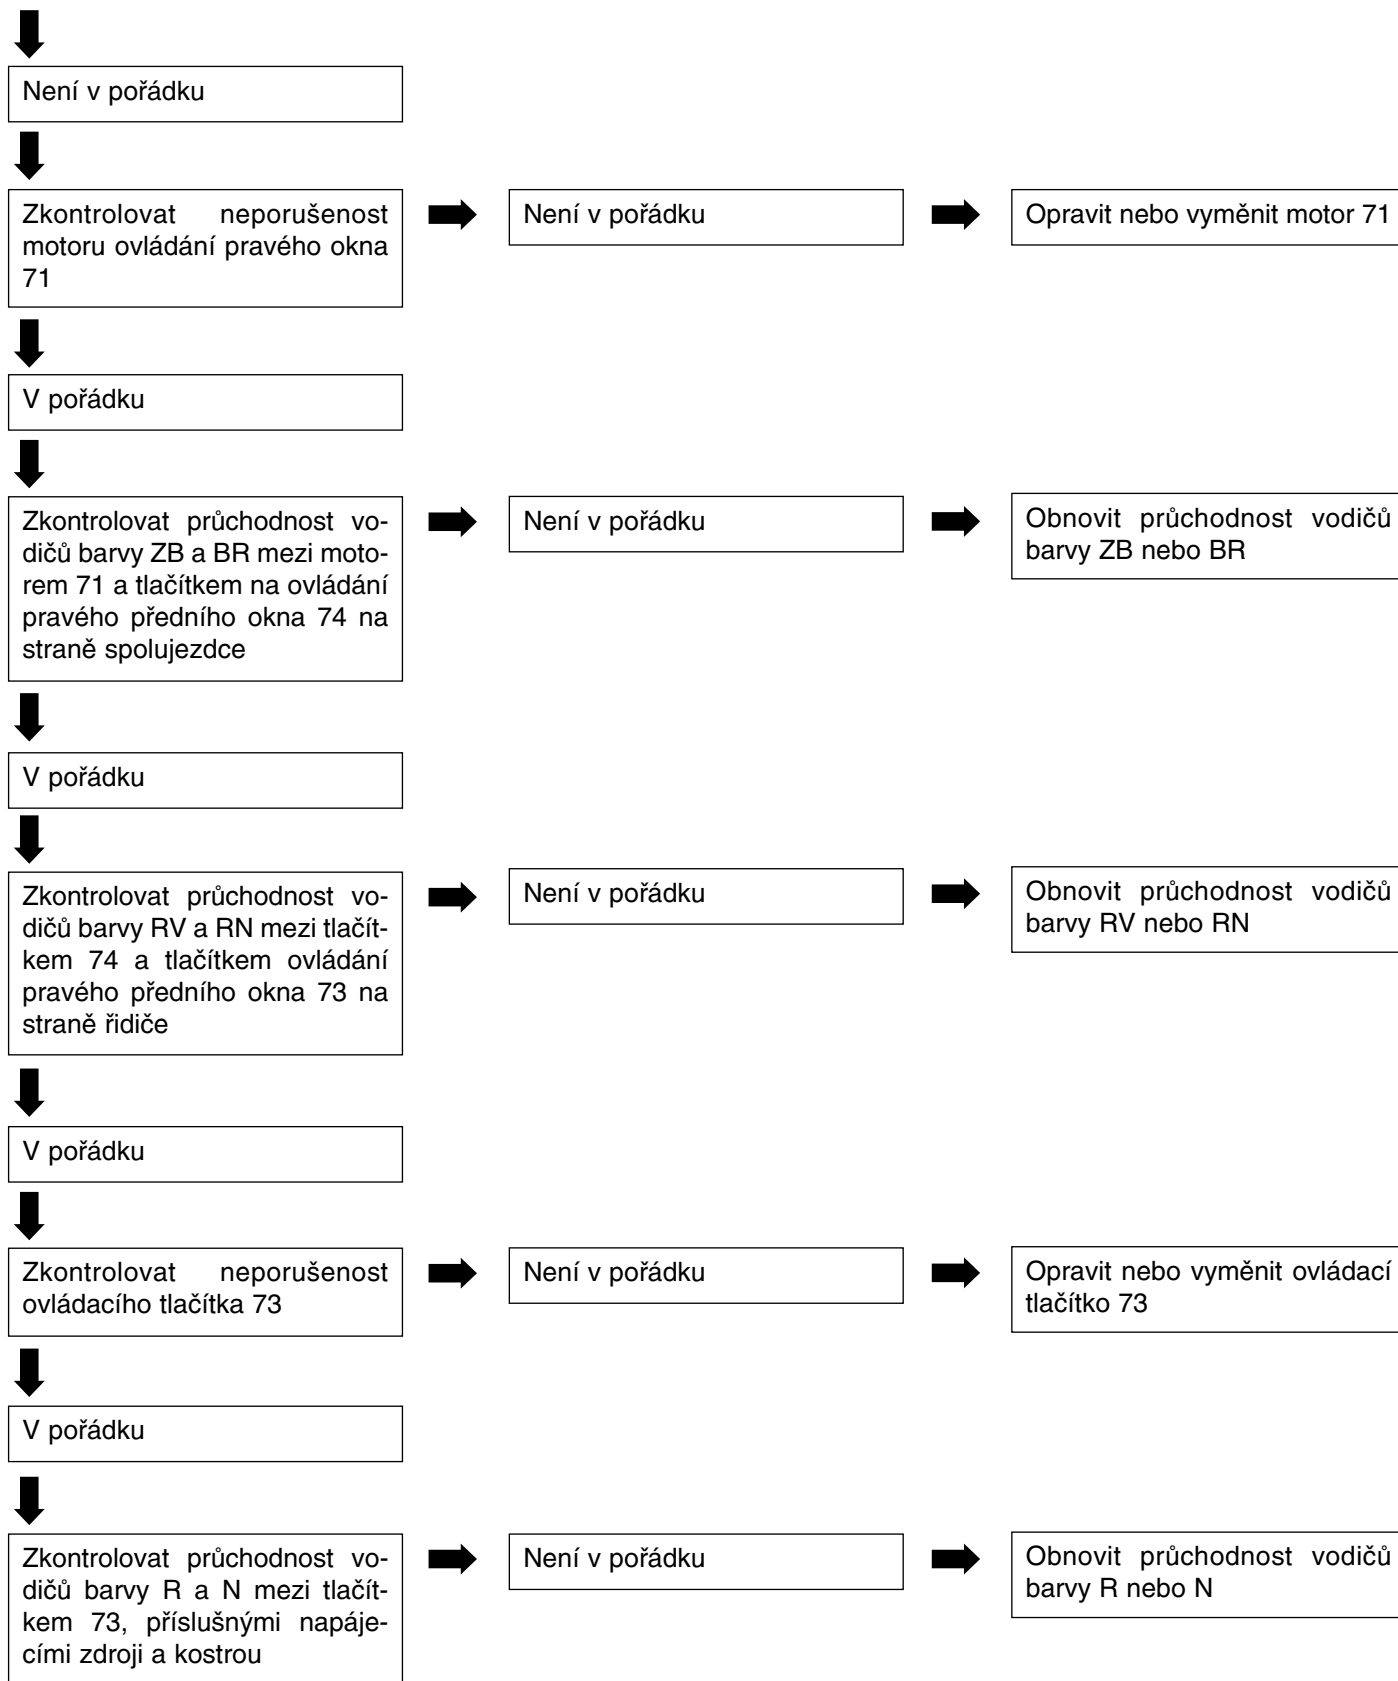 Není v pořádku
Zkontrolovat neporušenost
motoru ovládání pravého okna
71
Není v pořádku
Opravit nebo vyměnit motor 71
V pořádku
Zkontrolovat průchodnost vo-
dičů barvy ZB a BR mezi moto-
rem 71 a tlačítkem na ovládání
pravého předního okna 74 na
straně spolujezdce
Není v pořádku
Obnovit průchodnost vodičů
barvy ZB nebo BR
V pořádku
Zkontrolovat průchodnost vo-
dičů barvy RV a RN mezi tlačít-
kem 74 a tlačítkem ovládání
pravého předního okna 73 na
straně řidiče
Není v pořádku
Obnovit průchodnost vodičů
barvy RV nebo RN
V pořádku
Zkontrolovat neporušenost
ovládacího tlačítka 73
Není v pořádku
Opravit nebo vyměnit ovládací
tlačítko 73
V pořádku
Zkontrolovat průchodnost vo-
dičů barvy R a N mezi tlačít-
kem 73, příslušnými napáje-
cími zdroji a kostrou
Není v pořádku
Obnovit průchodnost vodičů
barvy R nebo N